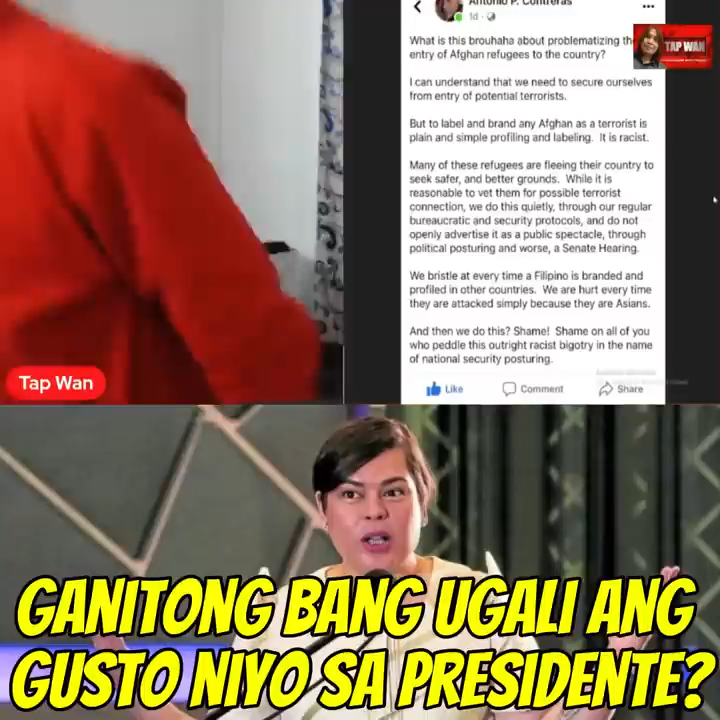 Antonio P. Contreras
1d
What is this brouhaha about problematizing the
entry of Afghan refugees to the country?
I can understand that we need to secure ourselves
from entry of potential terrorists.
But to label and brand any Afghan as a terrorist is
plain and simple profiling and labeling. It is racist.
Many of these refugees are fleeing their country to
seek safer, and better grounds. While it is
reasonable to vet them for possible terrorist
connection, we do this quietly, through our regular
bureaucratic and security protocols, and do not
openly advertise it as a public spectacle, through
political posturing and worse, a Senate Hearing.
We bristle at every time a Filipino is branded and
profiled in other countries. We are hurt every time
they are attacked simply because they are Asians.
And then we do this? Shame! Shame on all of you
who peddle this outright racist bigotry in the name
of national security posturing.
Like Comment Share
TAP WAN
Tap Wan
GANITONG BANG UGALI ANG
GUSTO NIYO SA PRESIDENTE?